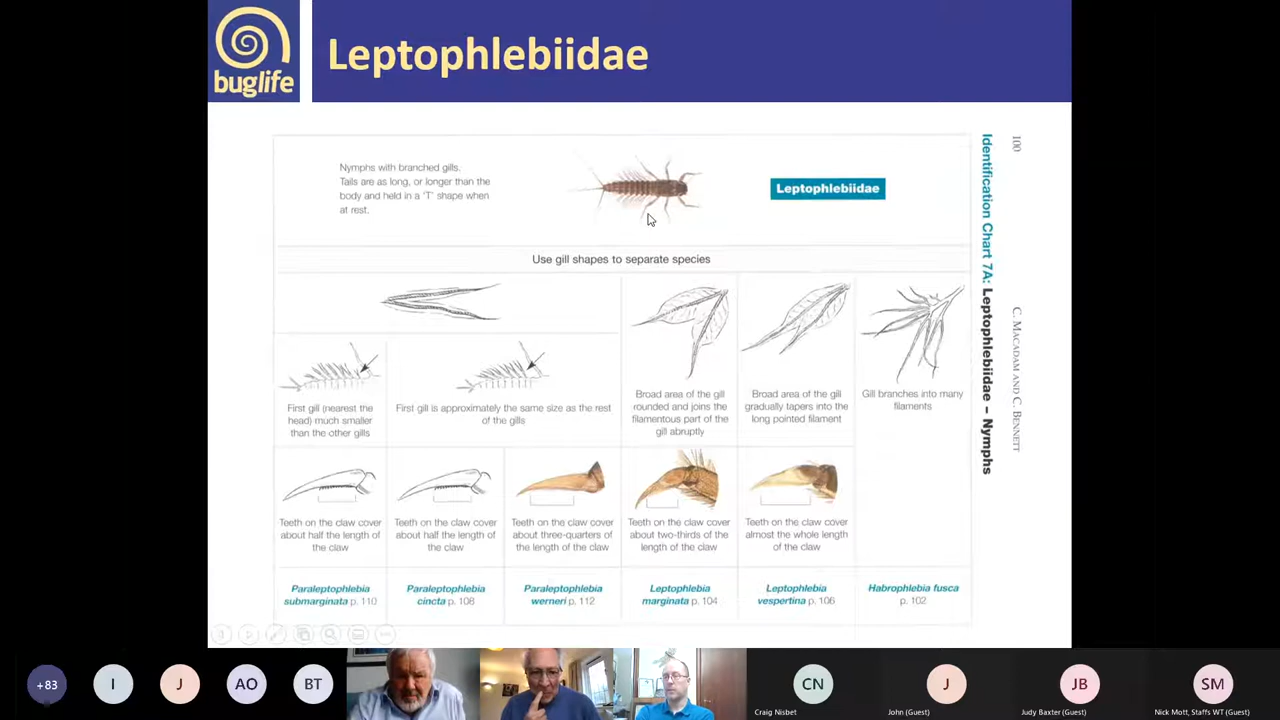 buglife
Leptophlebiidae
Nymphs with branched gills.
Tails are as long, or longer than the
body and held in a 'T' shape when
at rest.
Leptophlebiidae
Use gill shapes to separate species
First gill (nearest the
head) much smaller
than the other gills
First gill is approximately the same size as the rest
of the gills
Broad area of the gill
rounded and joins the
filamentous part of the
gill abruptly
Broad area of the gill
gradually tapers into the
long pointed filament
Gill branches into many
filaments
Teeth on the claw cover
about half the length of
the claw
Teeth on the claw cover
about half the length of
the claw
Teeth on the claw cover
about three-quarters of
the length of the claw
Teeth on the claw cover
about two-thirds of the
length of the claw
Teeth on the claw cover
almost the whole length
of the claw
Paraleptophlebia
submarginata p. 110
Paraleptophlebia
cincta p. 108
Paraleptophlebia
werneri p. 112
Leptophlebia
marginata p. 104
Leptophlebia
vespertina p. 106
Habrophlebia fusca
p. 102
100
C. MACADAM AND C. BENNETT
Identification Chart 7A: Leptophlebiidae – Nymphs
+83
I
J
AO
BT
CN
Craig Nisbet
J
John (Guest)
JB
Judy Baxter (Guest)
SM
Nick Mott, Staffs WT (Guest)